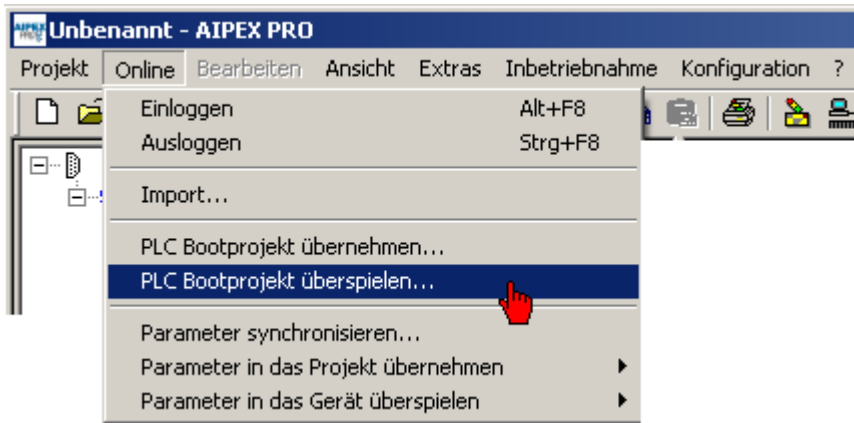 Unbenannt - AIPEX PRO
Projekt Online Bearbeiten Ansicht Extras Inbetriebnahme Konfiguration ?
Einloggen Alt+F8
Ausloggen Strg+F8
Import...
PLC Bootprojekt übernehmen...
PLC Bootprojekt überspielen...
Parameter synchronisieren...
Parameter in das Projekt übernehmen
Parameter in das Gerät überspielen